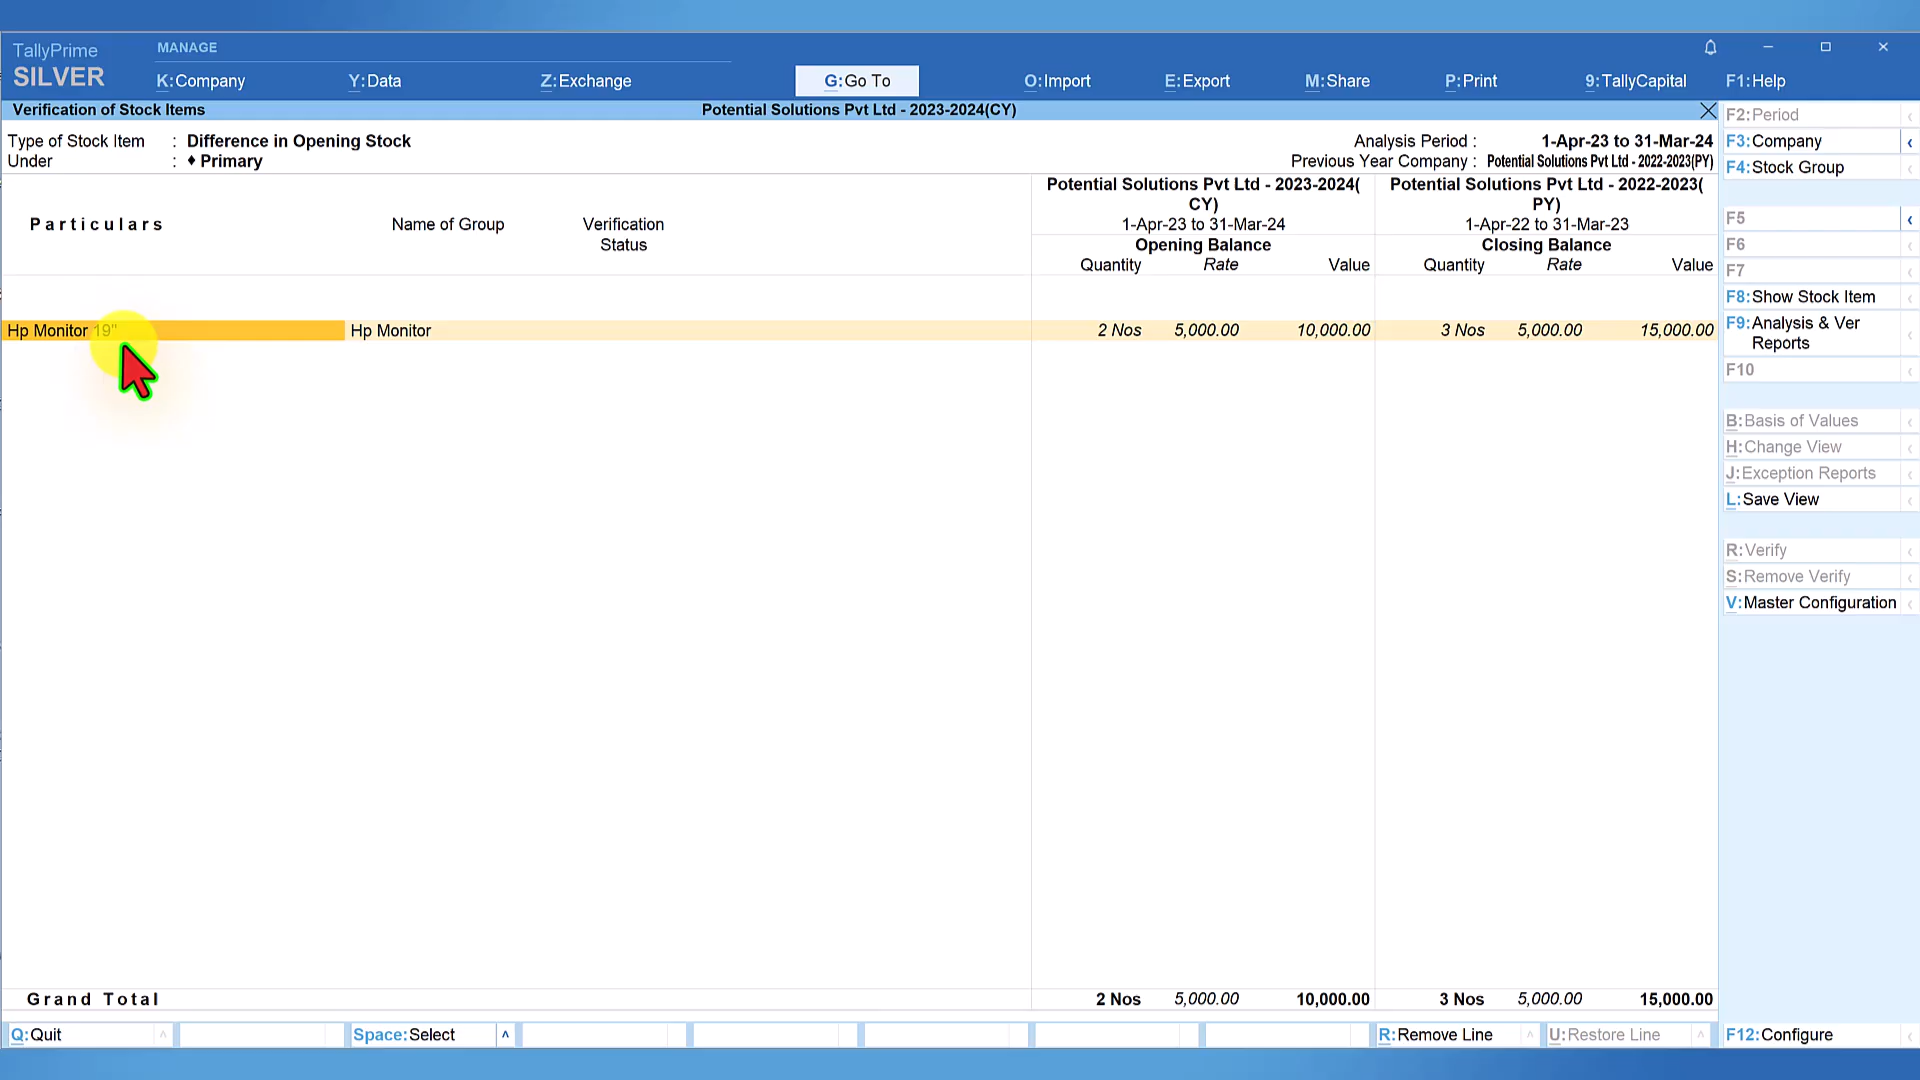 TallyPrime
SILVER
MANAGE
K:Company Y:Data Z:Exchange G:Go To O:Import E:Export M:Share P:Print 9:TallyCapital F1:Help
Verification of Stock Items Potential Solutions Pvt Ltd - 2023-2024(CY)
Type of Stock Item : Difference in Opening Stock Analysis Period : 1-Apr-23 to 31-Mar-24
Under : ♦ Primary Previous Year Company : Potential Solutions Pvt Ltd - 2022-2023(PY)
Particulars Name of Group Verification
Status
Potential Solutions Pvt Ltd - 2023-2024(
CY)
1-Apr-23 to 31-Mar-24
Opening Balance
Quantity Rate Value
Potential Solutions Pvt Ltd - 2022-2023(
PY)
1-Apr-22 to 31-Mar-23
Closing Balance
Quantity Rate Value
Hp Monitor 19" Hp Monitor 2 Nos 5,000.00 10,000.00 3 Nos 5,000.00 15,000.00
Grand Total 2 Nos 5,000.00 10,000.00 3 Nos 5,000.00 15,000.00
Q:Quit Space:Select R:Remove Line U:Restore Line
F2:Period
F3:Company
F4:Stock Group
F5
F6
F7
F8:Show Stock Item
F9:Analysis & Ver
Reports
F10
B:Basis of Values
H:Change View
J:Exception Reports
L:Save View
R:Verify
S:Remove Verify
V:Master Configuration
F12:Configure